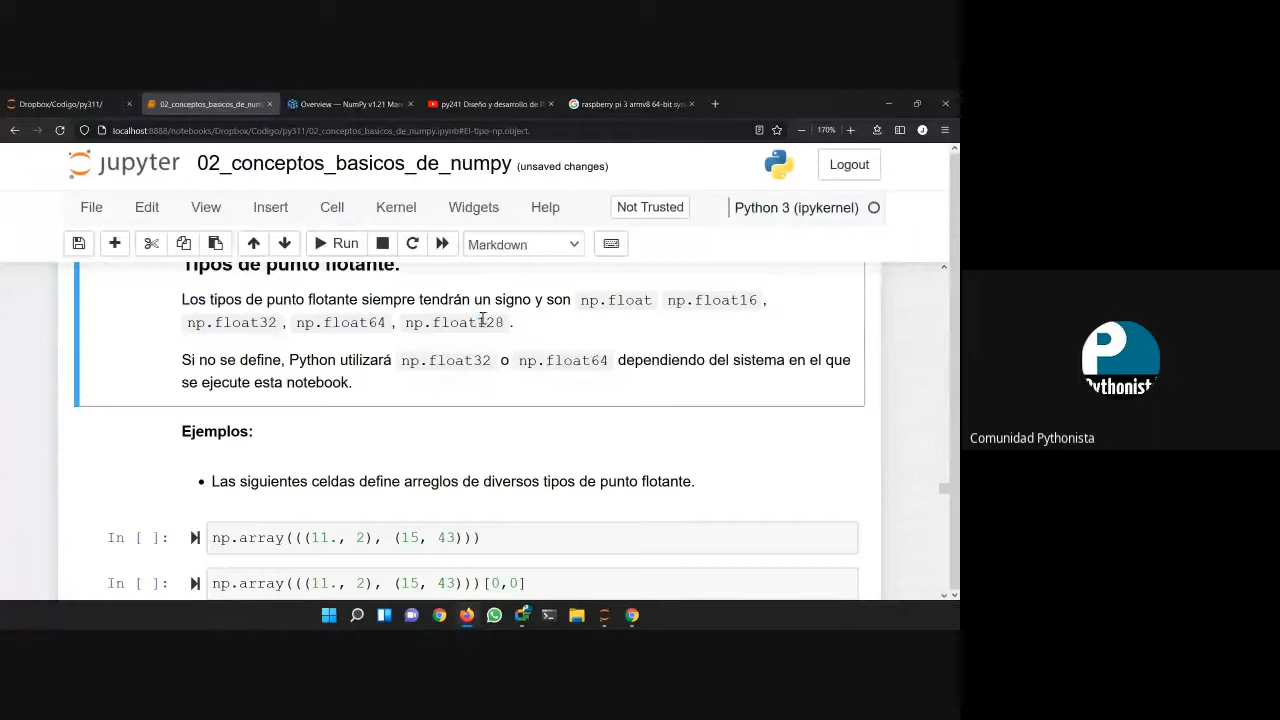 Dropbox/Codigo/py311/
02_conceptos_basicos_de_num
Overview — NumPy v1.21 Man
py241 Diseño y desarrollo de
raspberry pi 3 armv8 64-bit sys
localhost:8888/notebooks/Dropbox/Codigo/py311/02_conceptos_basicos_de_numpy.ipynb#El-tipo-np.object.
170%
jupyter 02_conceptos_basicos_de_numpy (unsaved changes)
Logout
File Edit View Insert Cell Kernel Widgets Help
Not Trusted
Python 3 (ipykernel)
Run
Markdown
Tipos de punto flotante.
Los tipos de punto flotante siempre tendrán un signo y son np.float np.float16 ,
np.float32 , np.float64 , np.float128 .
Si no se define, Python utilizará np.float32 o np.float64 dependiendo del sistema en el que
se ejecute esta notebook.
Ejemplos:
• Las siguientes celdas define arreglos de diversos tipos de punto flotante.
In [ ]: np.array(((11., 2), (15, 43)))
In [ ]: np.array(((11., 2), (15, 43)))[0,0]
P
Pythonist
Comunidad Pythonista